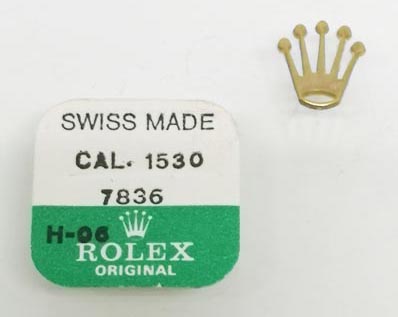 SWISS MADE
CAL. 1530
7836
H-06
ROLEX
ORIGINAL